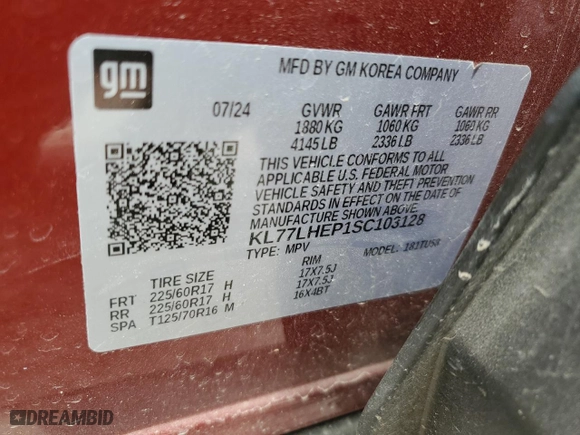 gm
MFD BY GM KOREA COMPANY
07/24 GVWR GAWR FRT GAWR RR
1880 KG 1060 KG 1060 KG
4145 LB 2336 LB 2336 LB
THIS VEHICLE CONFORMS TO ALL
APPLICABLE U.S. FEDERAL MOTOR
VEHICLE SAFETY AND THEFT PREVENTION
STANDARDS IN EFFECT ON THE DATE OF
MANUFACTURE SHOWN ABOVE.
KL77LHEP1SC103128
TYPE: MPV MODEL: 1B1TU58
TIRE SIZE RIM
FRT 225/60R17 H 17X7.5J
RR 225/60R17 H 17X7.5J
SPA T125/70R16 M 16X4BT
DREAMBID